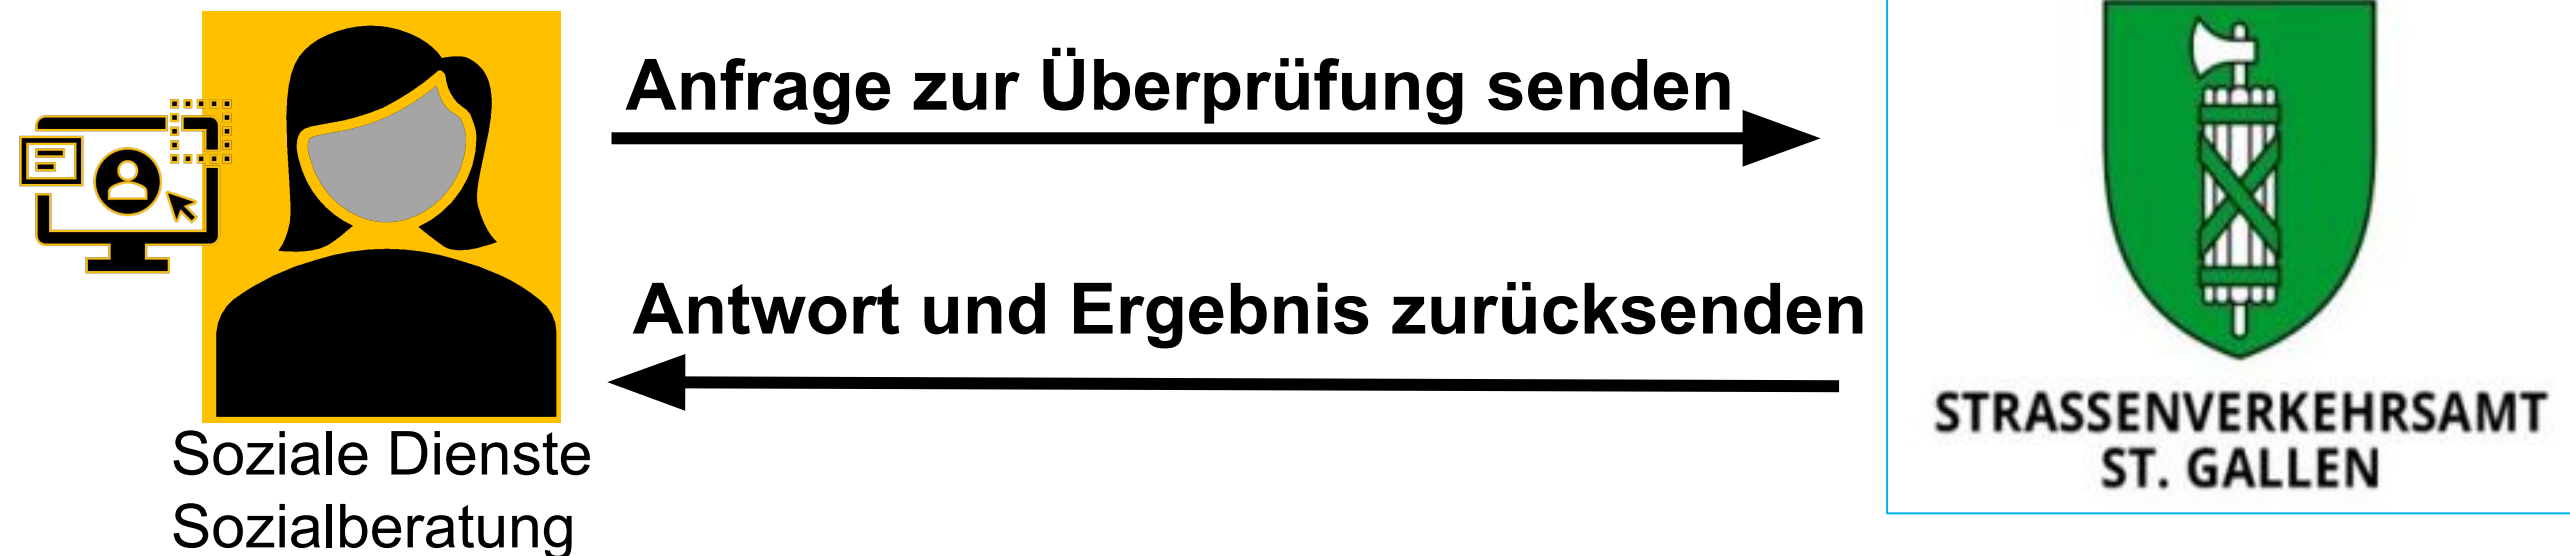 Anfrage zur Überprüfung senden
Antwort und Ergebnis zurücksenden
Soziale Dienste
Sozialberatung
STRASSENVERKEHRSAMT
ST. GALLEN